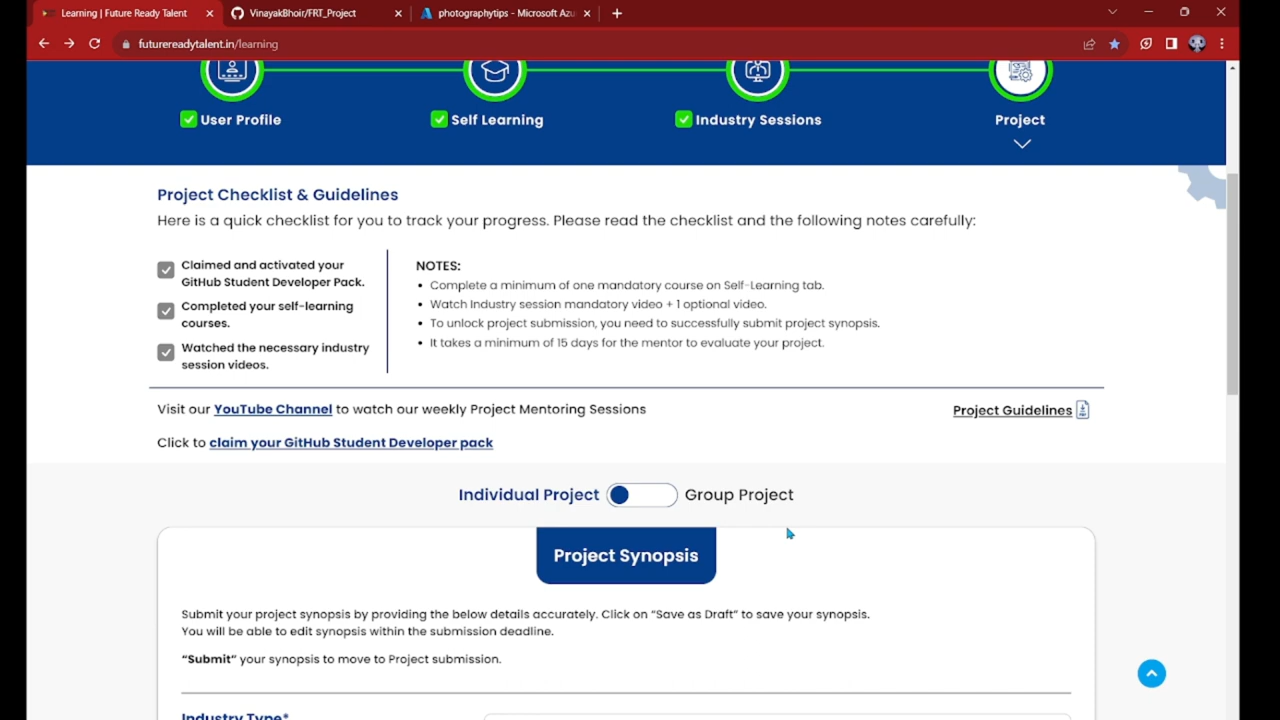 Learning | Future Ready Talent
VinayakBhoir/FRT_Project
photographytips - Microsoft Azu
futurereadytalent.in/learning
User Profile
Self Learning
Industry Sessions
Project
Project Checklist & Guidelines
Here is a quick checklist for you to track your progress. Please read the checklist and the following notes carefully:
Claimed and activated your
GitHub Student Developer Pack.
Completed your self-learning
courses.
Watched the necessary industry
session videos.
NOTES:
• Complete a minimum of one mandatory course on Self-Learning tab.
• Watch Industry session mandatory video + 1 optional video.
• To unlock project submission, you need to successfully submit project synopsis.
• It takes a minimum of 15 days for the mentor to evaluate your project.
Visit our YouTube Channel to watch our weekly Project Mentoring Sessions
Project Guidelines
Click to claim your GitHub Student Developer pack
Individual Project
Group Project
Project Synopsis
Submit your project synopsis by providing the below details accurately. Click on “Save as Draft” to save your synopsis.
You will be able to edit synopsis within the submission deadline.
“Submit” your synopsis to move to Project submission.
Industry Type*